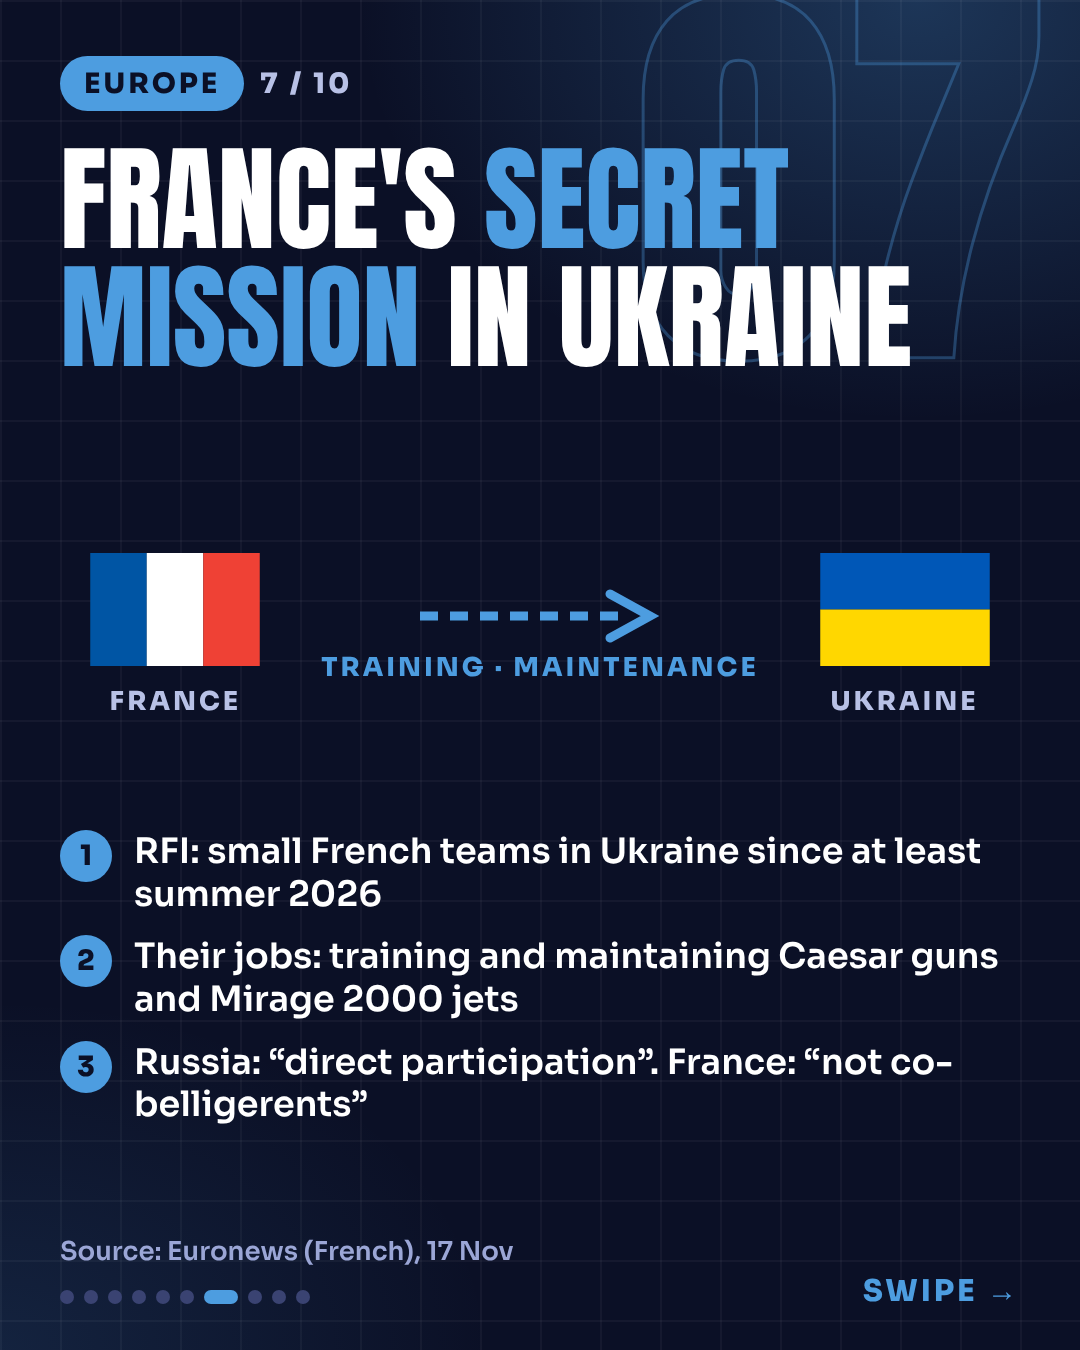 07
EUROPE 7 / 10
FRANCE'S SECRET
MISSION IN UKRAINE
TRAINING · MAINTENANCE
FRANCE
UKRAINE
1 RFI: small French teams in Ukraine since at least
summer 2026
2 Their jobs: training and maintaining Caesar guns
and Mirage 2000 jets
3 Russia: “direct participation”. France: “not co-
belligerents”
Source: Euronews (French), 17 Nov
SWIPE →